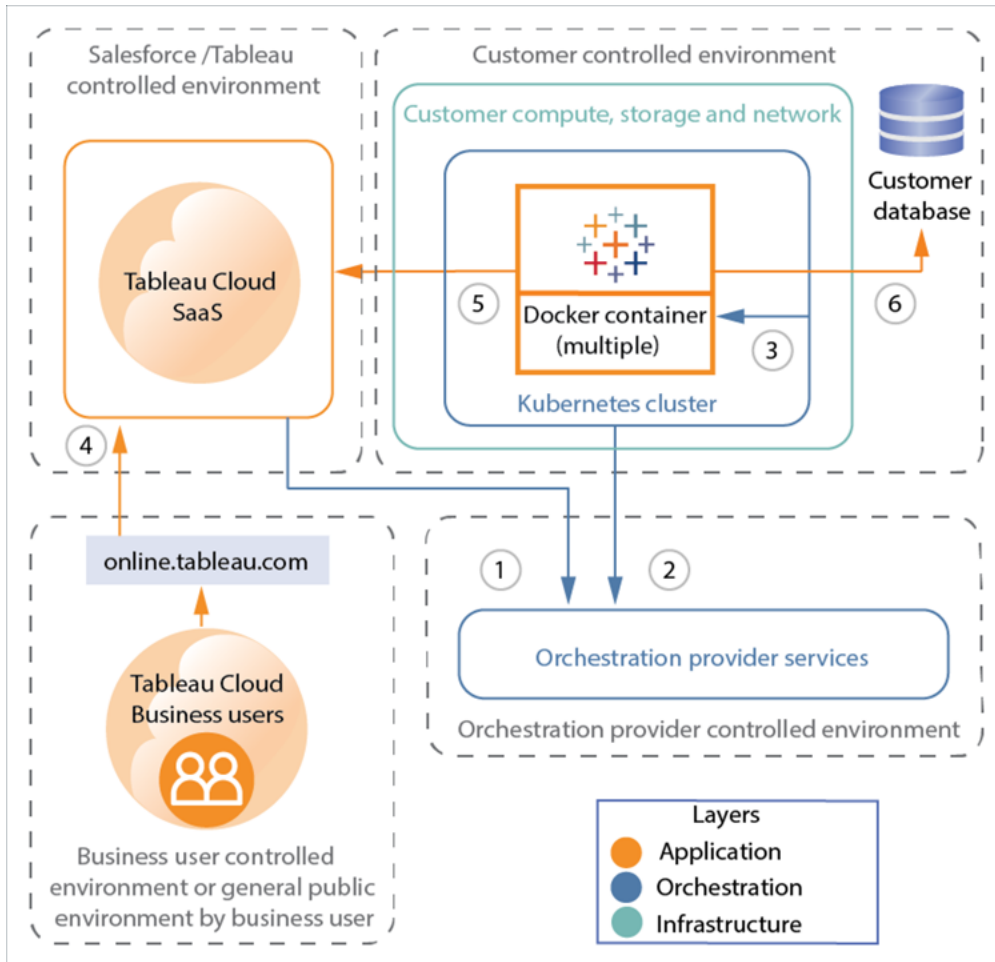 Salesforce /Tableau
controlled environment
Tableau Cloud
SaaS
4
Customer controlled environment
Customer compute, storage and network
Customer
database
Docker container
(multiple)
Kubernetes cluster
5
3
6
online.tableau.com
Tableau Cloud
Business users
Business user controlled
environment or general public
environment by business user
1
2
Orchestration provider services
Orchestration provider controlled environment
Layers
Application
Orchestration
Infrastructure